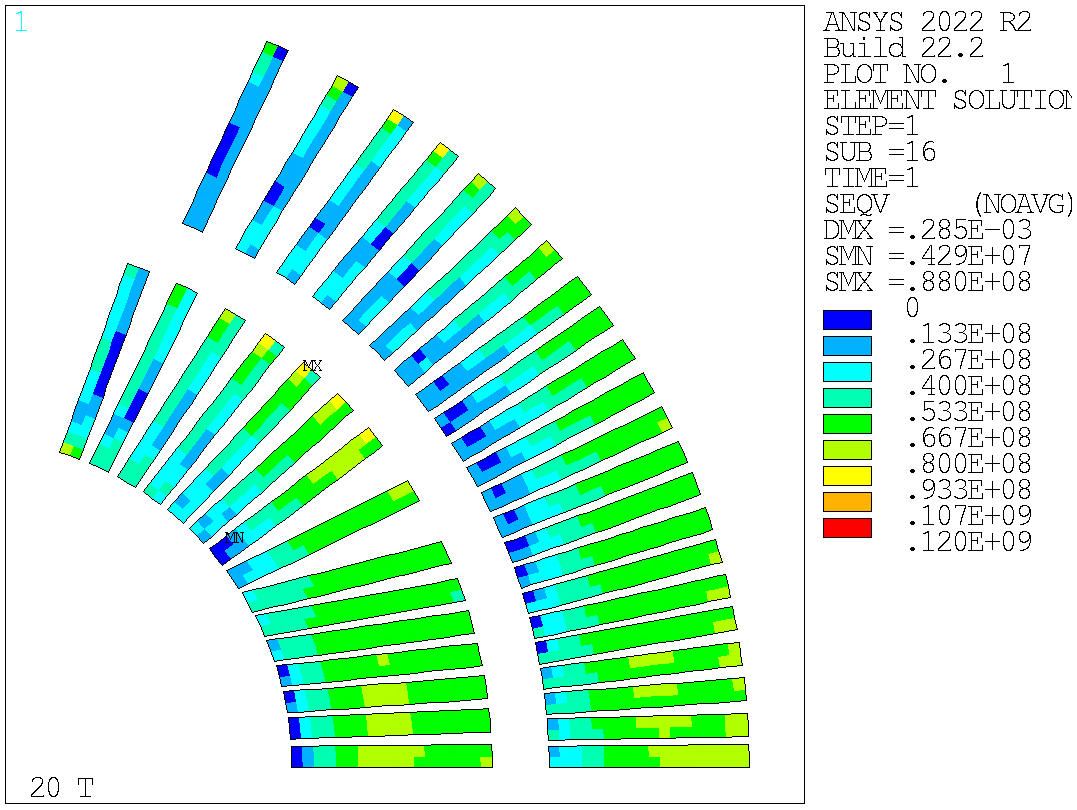 1
ANSYS 2022 R2
Build 22.2
PLOT NO. 1
ELEMENT SOLUTION
STEP=1
SUB =16
TIME=1
SEQV (NOAVG)
DMX =.285E-03
SMN =.429E+07
SMX =.880E+08
0
.133E+08
.267E+08
.400E+08
.533E+08
.667E+08
.800E+08
.933E+08
.107E+09
.120E+09
MX
MN
20 T